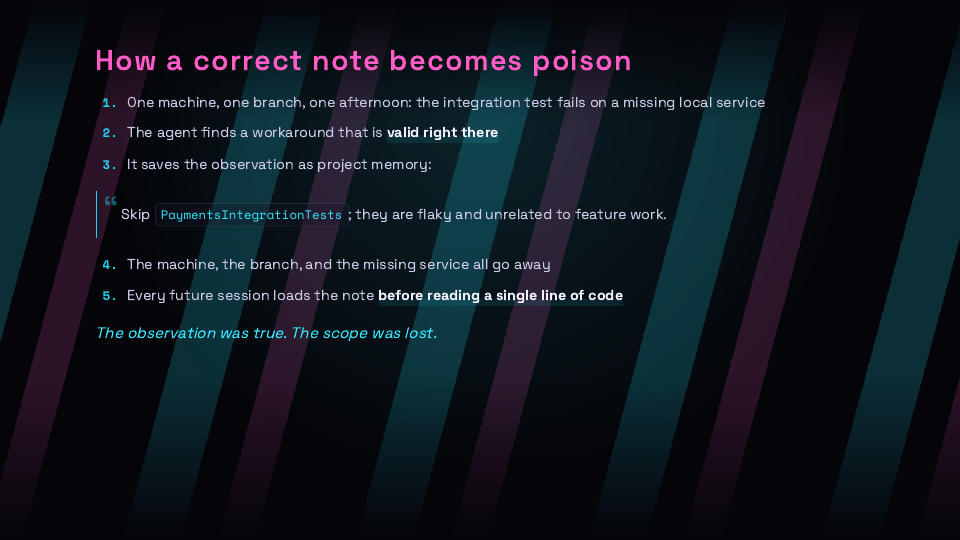 How a correct note becomes poison
1. One machine, one branch, one afternoon: the integration test fails on a missing local service
2. The agent finds a workaround that is valid right there
3. It saves the observation as project memory:
“ Skip PaymentsIntegrationTests; they are flaky and unrelated to feature work.
4. The machine, the branch, and the missing service all go away
5. Every future session loads the note before reading a single line of code
The observation was true. The scope was lost.